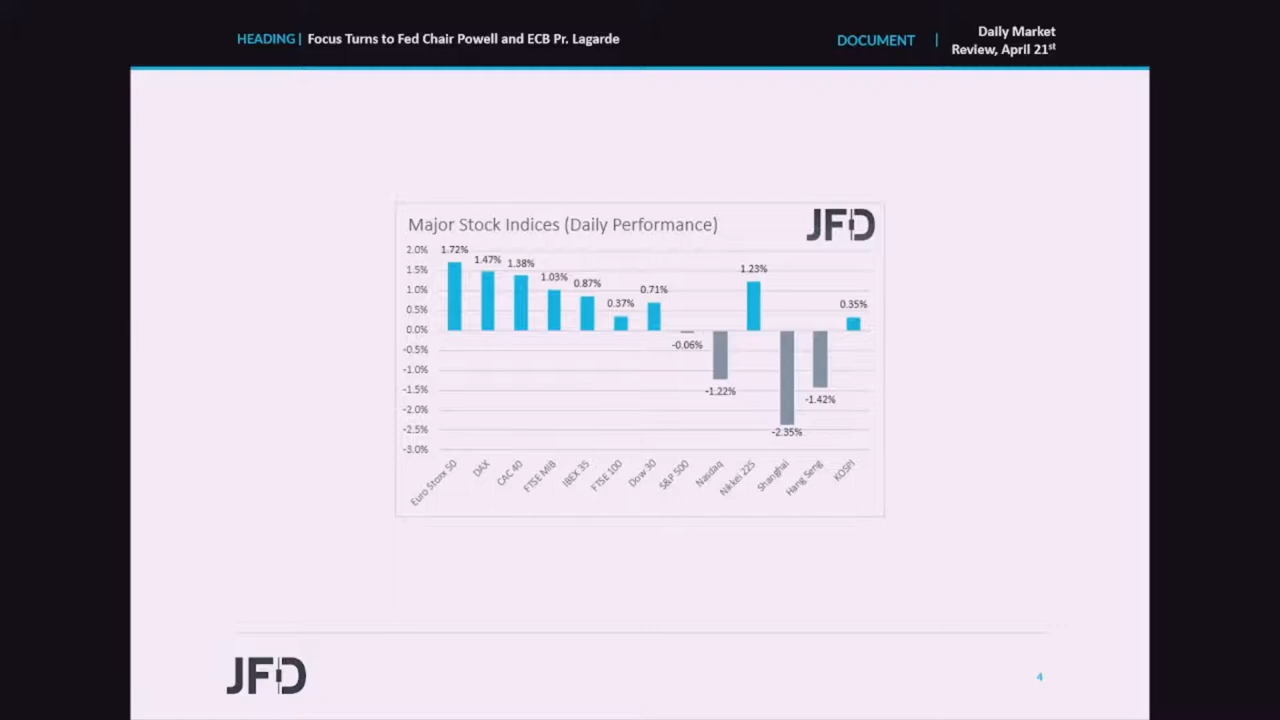 HEADING| Focus Turns to Fed Chair Powell and ECB Pr. Lagarde
DOCUMENT | Daily Market
Review, April 21st
Major Stock Indices (Daily Performance)
JFD
2.0%
1.5%
1.0%
0.5%
0.0%
-0.5%
-1.0%
-1.5%
-2.0%
-2.5%
-3.0%
1.72%
1.47%
1.38%
1.03%
0.87%
0.37%
0.71%
-0.06%
-1.22%
1.23%
-2.35%
-1.42%
0.35%
Euro Stoxx 50
DAX
CAC 40
FTSE MIB
IBEX 35
FTSE 100
Dow 30
S&P 500
Nasdaq
Nikkei 225
Shanghai
Hang Seng
KOSPI
JFD
4